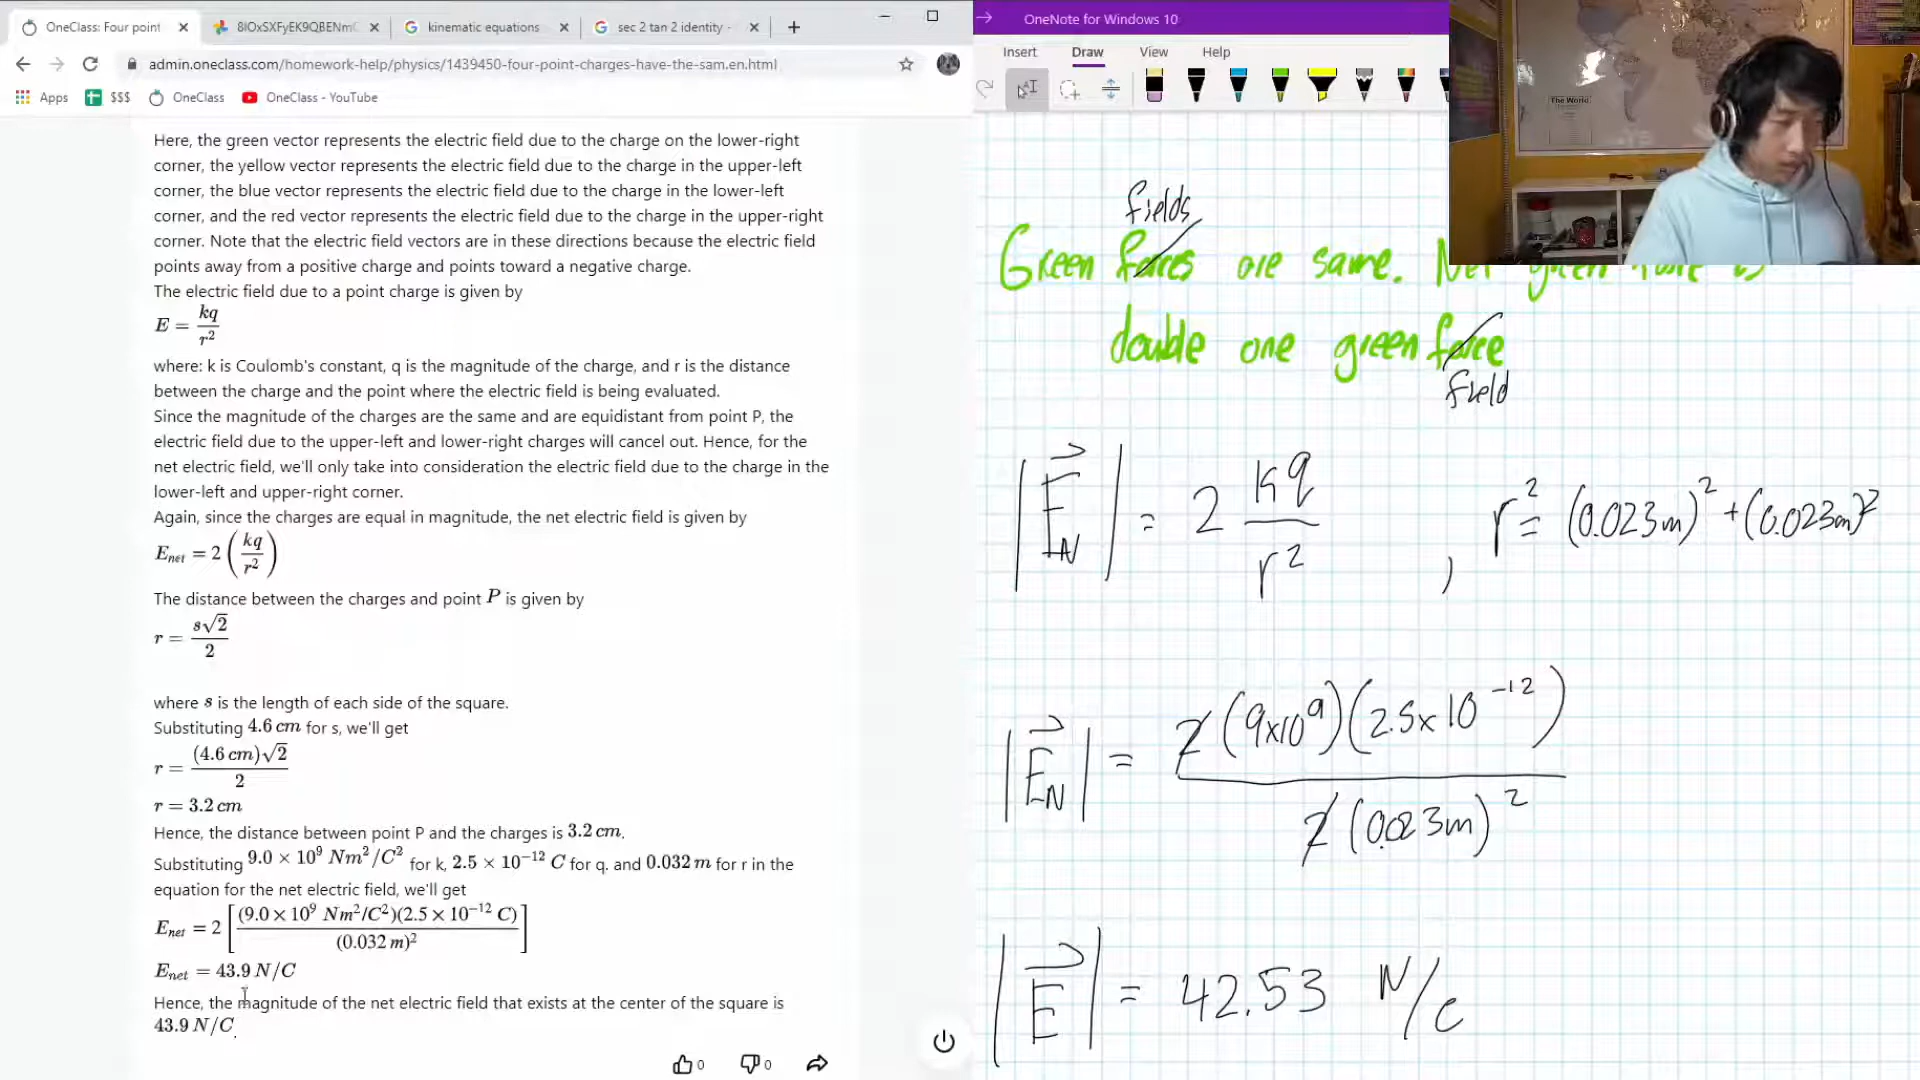 OneClass: Four point
8IOxSXFyEK9QBENm
kinematic equations
sec 2 tan 2 identity -
admin.oneclass.com/homework-help/physics/1439450-four-point-charges-have-the-sam.en.html
Apps
$$$
OneClass
OneClass - YouTube
Here, the green vector represents the electric field due to the charge on the lower-right
corner, the yellow vector represents the electric field due to the charge in the upper-left
corner, the blue vector represents the electric field due to the charge in the lower-left
corner, and the red vector represents the electric field due to the charge in the upper-right
corner. Note that the electric field vectors are in these directions because the electric field
points away from a positive charge and points toward a negative charge.
The electric field due to a point charge is given by
E = kq/r²
where: k is Coulomb's constant, q is the magnitude of the charge, and r is the distance
between the charge and the point where the electric field is being evaluated.
Since the magnitude of the charges are the same and are equidistant from point P, the
electric field due to the upper-left and lower-right charges will cancel out. Hence, for the
net electric field, we'll only take into consideration the electric field due to the charge in the
lower-left and upper-right corner.
Again, since the charges are equal in magnitude, the net electric field is given by
Enet = 2(kq/r²)
The distance between the charges and point P is given by
r = s√2/2
where s is the length of each side of the square.
Substituting 4.6 cm for s, we'll get
r = (4.6 cm)√2/2
r = 3.2 cm
Hence, the distance between point P and the charges is 3.2 cm.
Substituting 9.0 × 10⁹ Nm²/C² for k, 2.5 × 10⁻¹² C for q. and 0.032 m for r in the
equation for the net electric field, we'll get
Enet = 2[(9.0 × 10⁹ Nm²/C²)(2.5 × 10⁻¹² C)/(0.032 m)²]
Enet = 43.9 N/C
Hence, the magnitude of the net electric field that exists at the center of the square is
43.9 N/C.
0
0
OneNote for Windows 10
Insert
Draw
View
Help
The World
fields
Green forces are same. Net green
double one green force
field
|E_N| = 2 kq/r² , r² = (0.023m)² + (0.023m)²
|E_N| = 2(9x10⁹)(2.5x10⁻¹²)/2(0.023m)²
|E| = 42.53 N/C